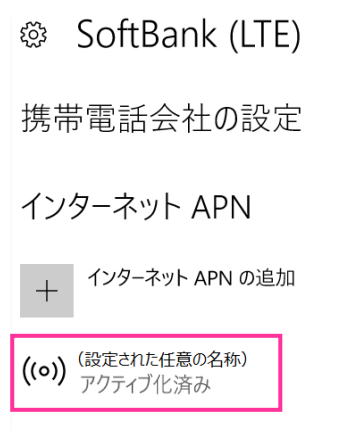 SoftBank (LTE)
携帯電話会社の設定
インターネット APN
インターネット APN の追加
（設定された任意の名称）
アクティブ化済み